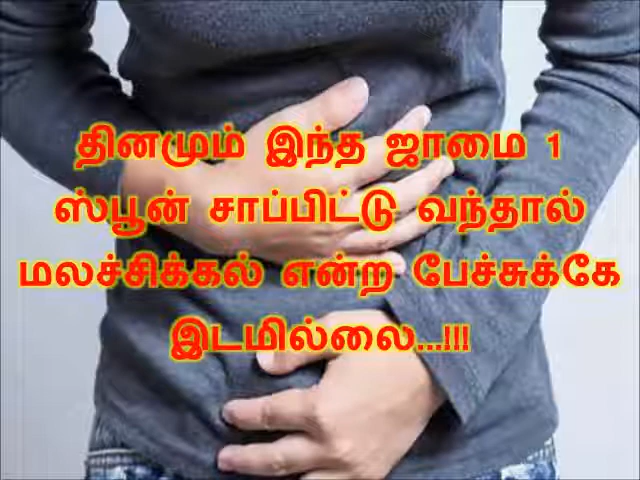 தினமும் இந்த ஜாமை 1
ஸ்பூன் சாப்பிட்டு வந்தால்
மலச்சிக்கல் என்ற பேச்சுக்கே
இடமில்லை...!!!